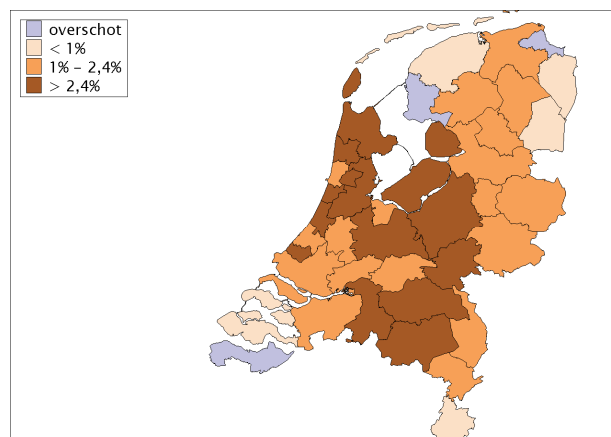 overschot
< 1%
1% – 2,4%
> 2,4%